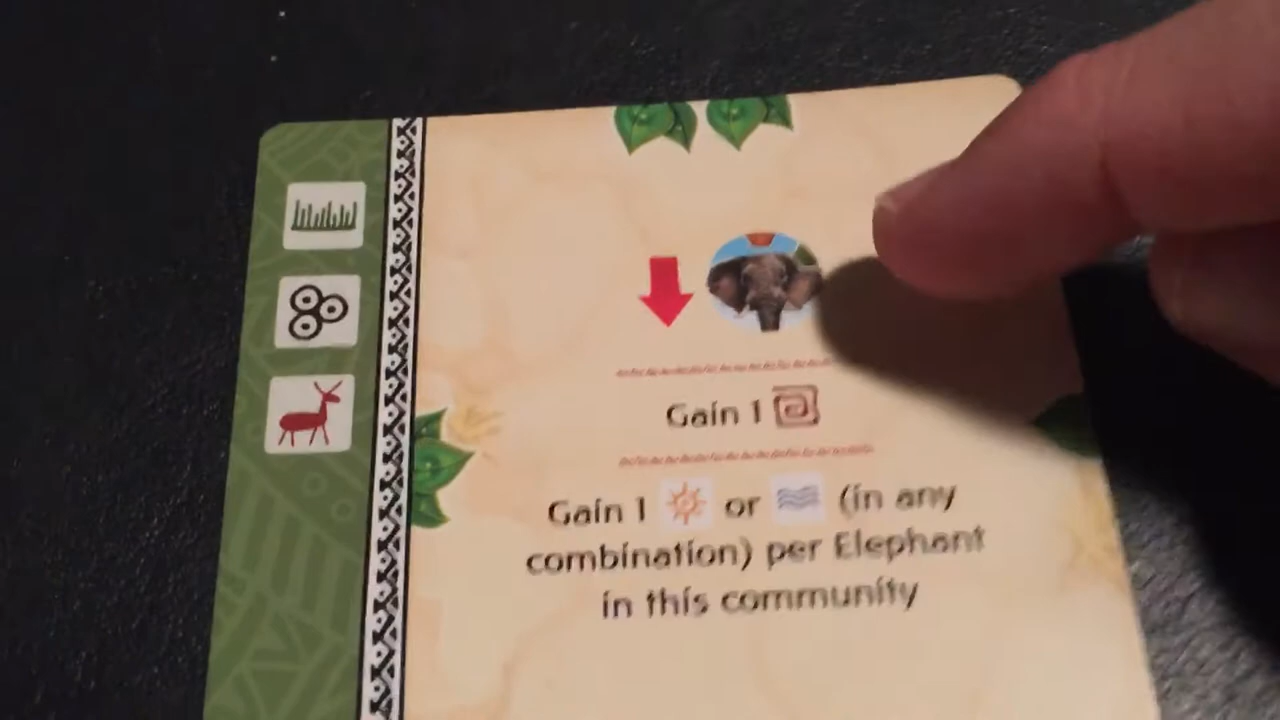 Gain 1
Gain 1 or (in any
combination) per Elephant
in this community